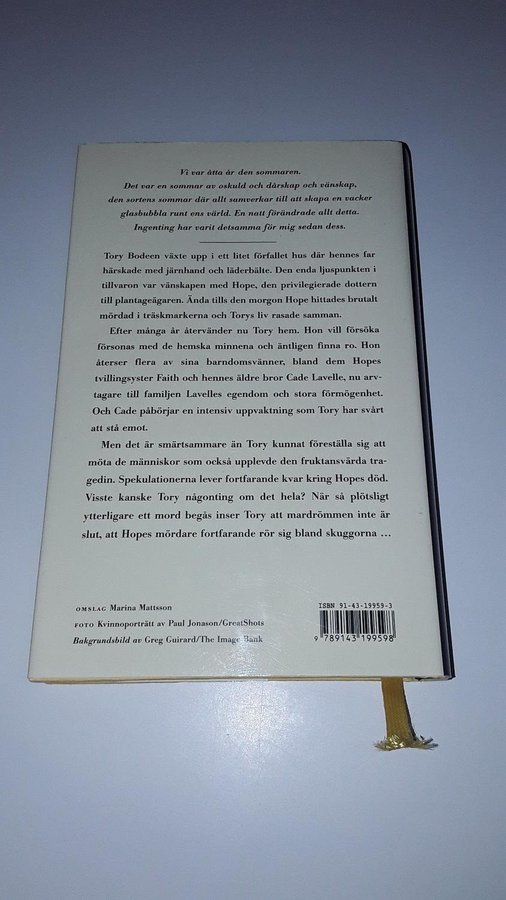 Vi var åtta år den sommaren.
Det var en sommar av oskuld och dårskap och vänskap,
den sortens sommar där allt samverkar till att skapa en vacker
glasbubbla runt ens värld. En natt förändrade allt detta.
Ingenting har varit detsamma för mig sedan dess.
Tory Bodeen växte upp i ett litet förfallet hus där hennes far
härskade med järnhand och läderbälte. Den enda ljuspunkten i
tillvaron var vänskapen med Hope, den privilegierade dottern
till plantageägaren. Ända tills den morgon Hope hittades brutalt
mördad i träskmarkerna och Torys liv rasade samman.
Efter många år återvänder nu Tory hem. Hon vill försöka
försonas med de hemska minnena och äntligen finna ro. Hon
återser flera av sina barndomsvänner, bland dem Hopes
tvillingsyster Faith och hennes äldre bror Cade Lavelle, nu arv-
tagare till familjen Lavelles egendom och stora förmögenhet.
Och Cade påbörjar en intensiv uppvaktning som Tory har svårt
att stå emot.
Men det är smärtsammare än Tory kunnat föreställa sig att
möta de människor som också upplevde den fruktansvärda tra-
gedin. Spekulationerna lever fortfarande kvar kring Hopes död.
Visste kanske Tory någonting om det hela? När så plötsligt
ytterligare ett mord begås inser Tory att mardrömmen inte är
slut, att Hopes mördare fortfarande rör sig bland skuggorna ...
OMSLAG Marina Mattsson
FOTO Kvinnoporträtt av Paul Jonason/GreatShots
Bakgrundsbild av Greg Guirard/The Image Bank
ISBN 91-43-19959-3
9 789143 199598